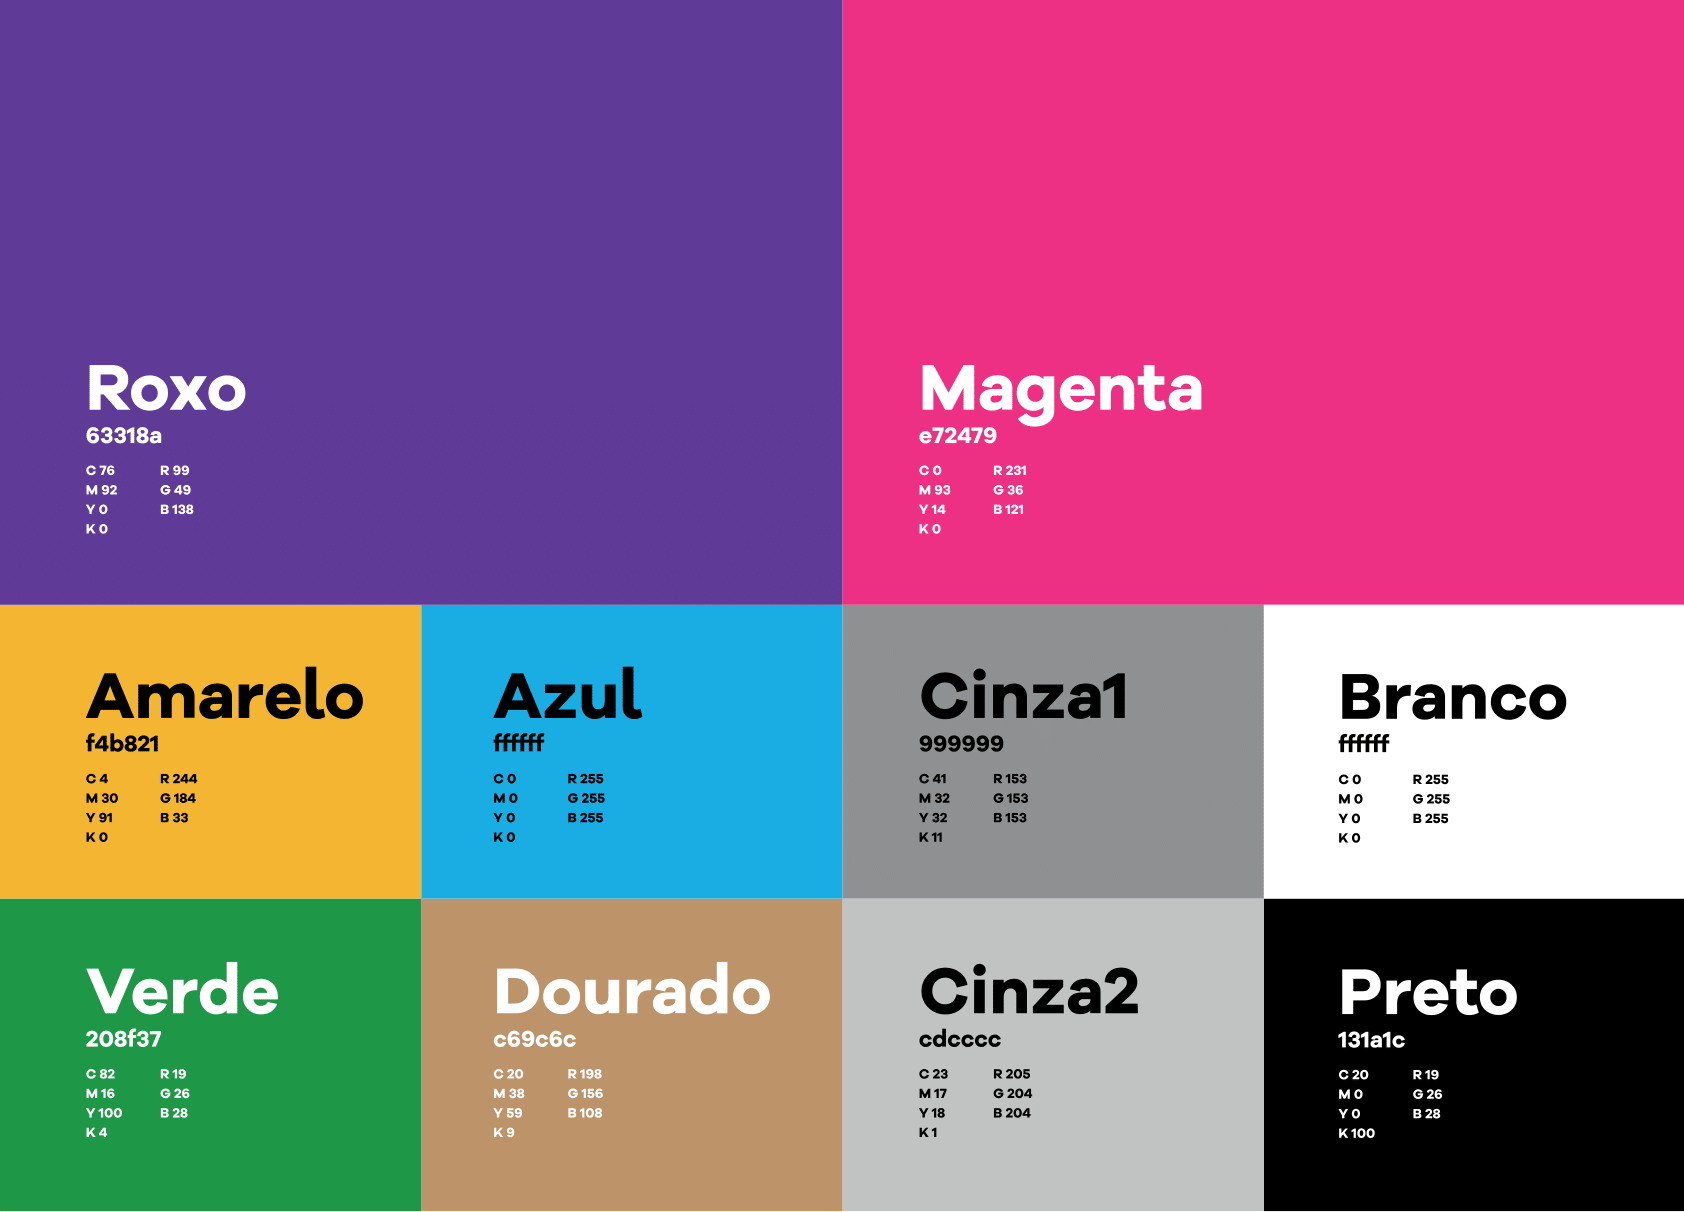 Roxo
63318a
C 76 R 99
M 92 G 49
Y 0 B 138
K 0
Magenta
e72479
C 0 R 231
M 93 G 36
Y 14 B 121
K 0
Amarelo
f4b821
C 4 R 244
M 30 G 184
Y 91 B 33
K 0
Azul
ffffff
C 0 R 255
M 0 G 255
Y 0 B 255
K 0
Cinza1
999999
C 41 R 153
M 32 G 153
Y 32 B 153
K 11
Branco
ffffff
C 0 R 255
M 0 G 255
Y 0 B 255
K 0
Verde
208f37
C 82 R 19
M 16 G 26
Y 100 B 28
K 4
Dourado
c69c6c
C 20 R 198
M 38 G 156
Y 59 B 108
K 9
Cinza2
cdcccc
C 23 R 205
M 17 G 204
Y 18 B 204
K 1
Preto
131a1c
C 20 R 19
M 0 G 26
Y 0 B 28
K 100